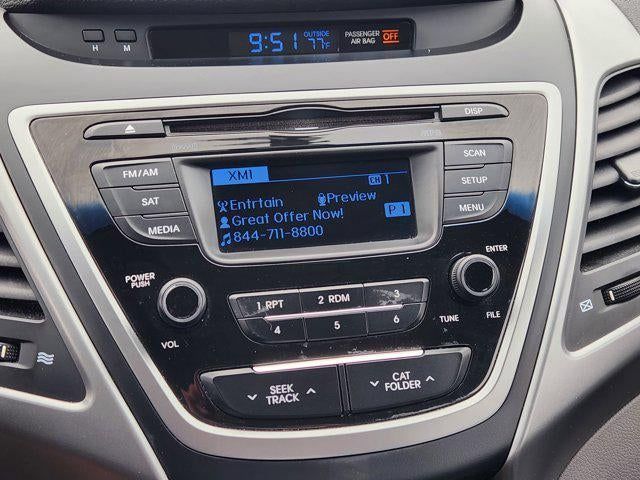 H M 9:51 OUTSIDE 77°F PASSENGER AIR BAG OFF
DISP
FM/AM
SAT
MEDIA
XM1 CH 1
Entrtain Preview
Great Offer Now! P 1
844-711-8800
SCAN
SETUP
MENU
POWER
PUSH
VOL
1 RPT 2 RDM 3
4 5 6
ENTER
TUNE FILE
SEEK
TRACK
CAT
FOLDER